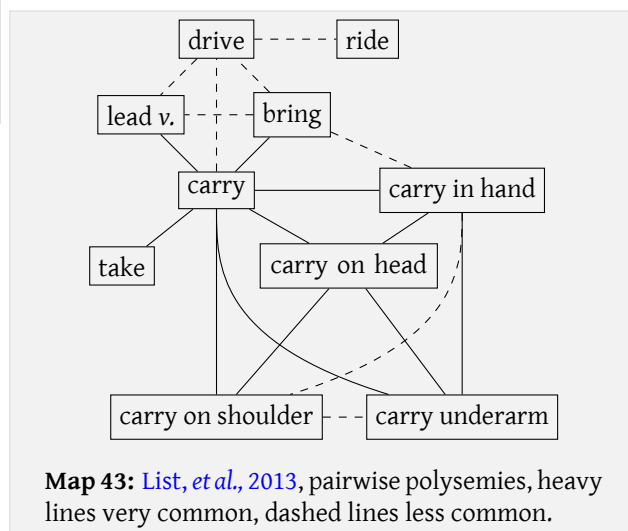 drive ride
lead v. bring
carry carry in hand
take carry on head
carry on shoulder carry underarm
Map 43: List, et al., 2013, pairwise polysemies, heavy
lines very common, dashed lines less common.